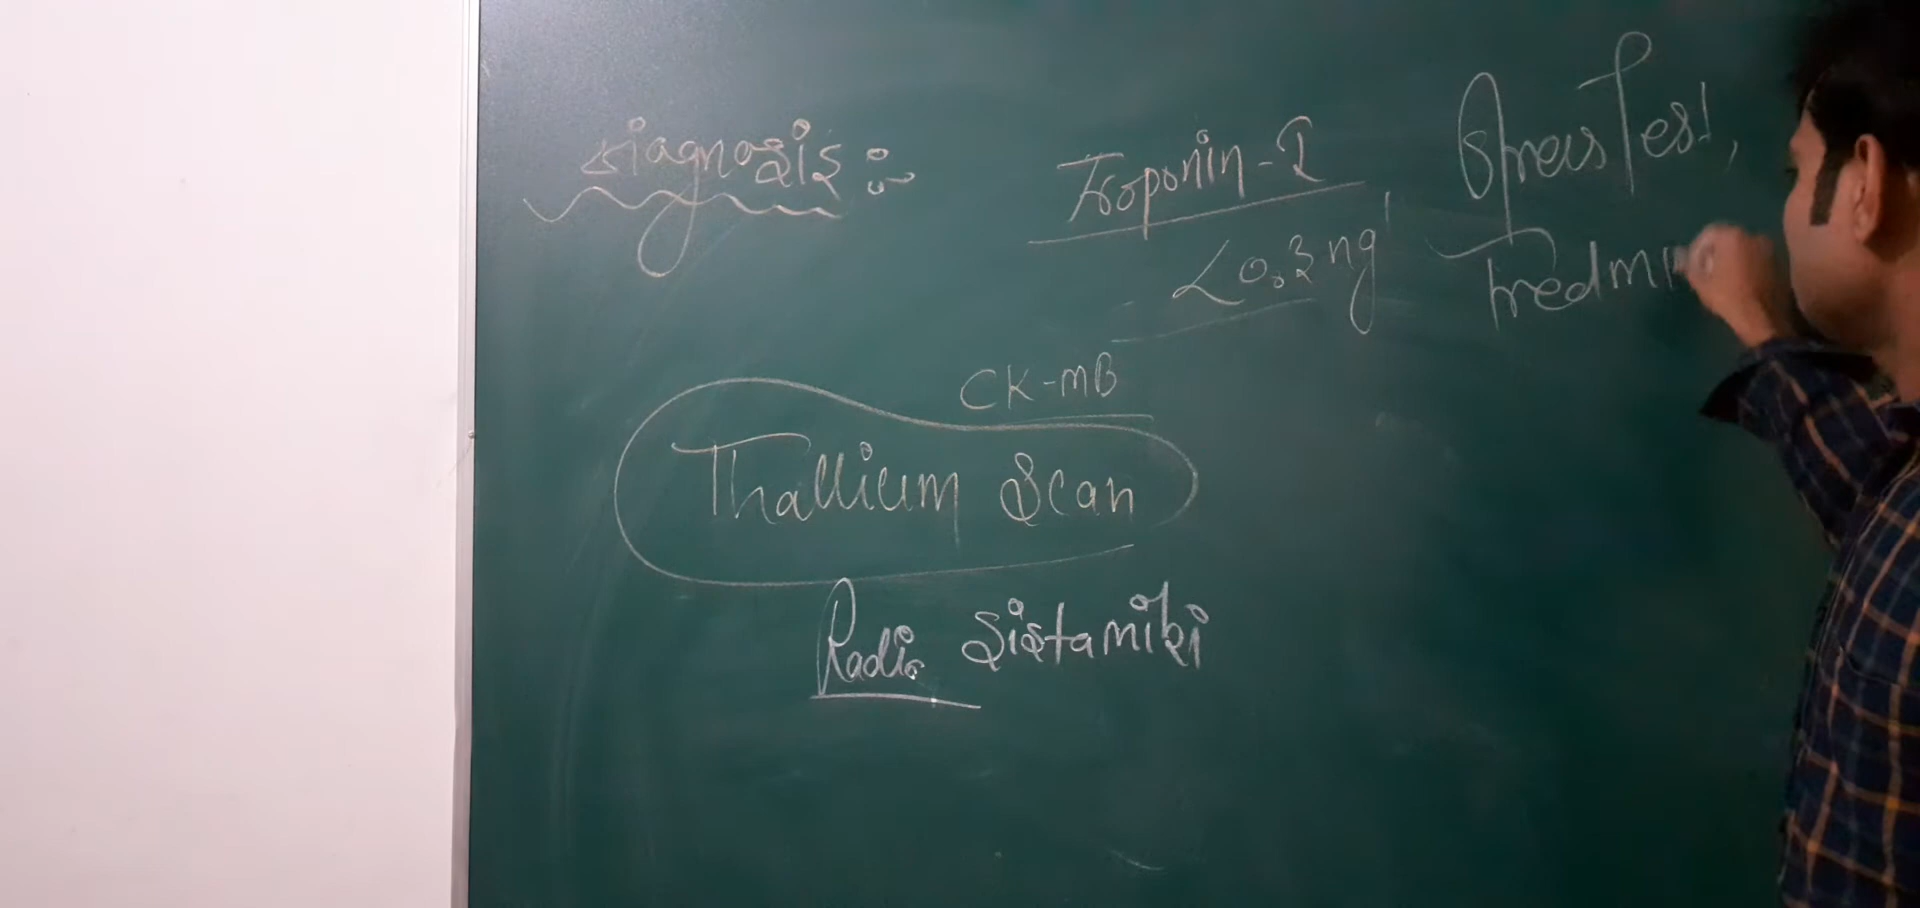 Diagnosis :-
Troponin-I
<0.3 ng
Stress Test,
Tredm
CK-MB
Thallium Scan
Radio Sistamiki